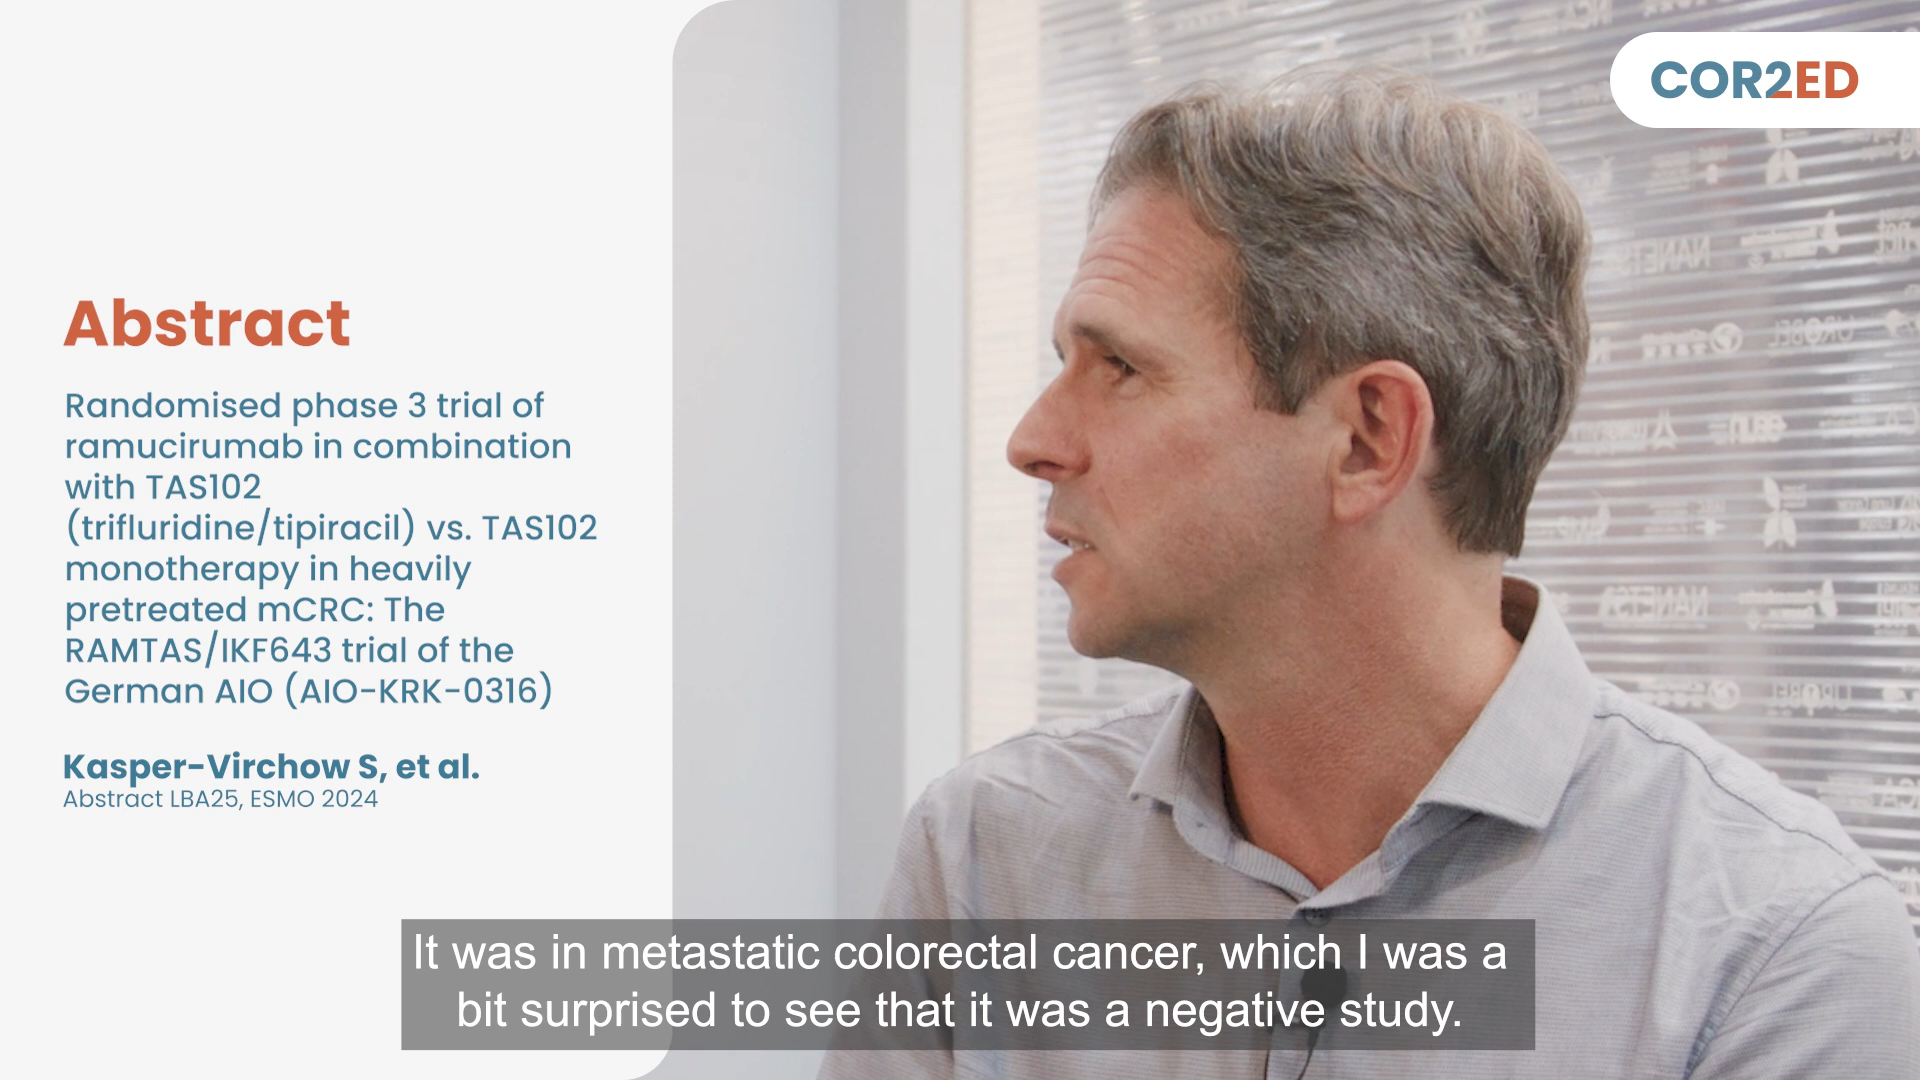 COR2ED
Abstract
Randomised phase 3 trial of
ramucirumab in combination
with TAS102
(trifluridine/tipiracil) vs. TAS102
monotherapy in heavily
pretreated mCRC: The
RAMTAS/IKF643 trial of the
German AIO (AIO-KRK-0316)
Kasper-Virchow S, et al.
Abstract LBA25, ESMO 2024
NANETS
NANETS
It was in metastatic colorectal cancer, which I was a
bit surprised to see that it was a negative study.